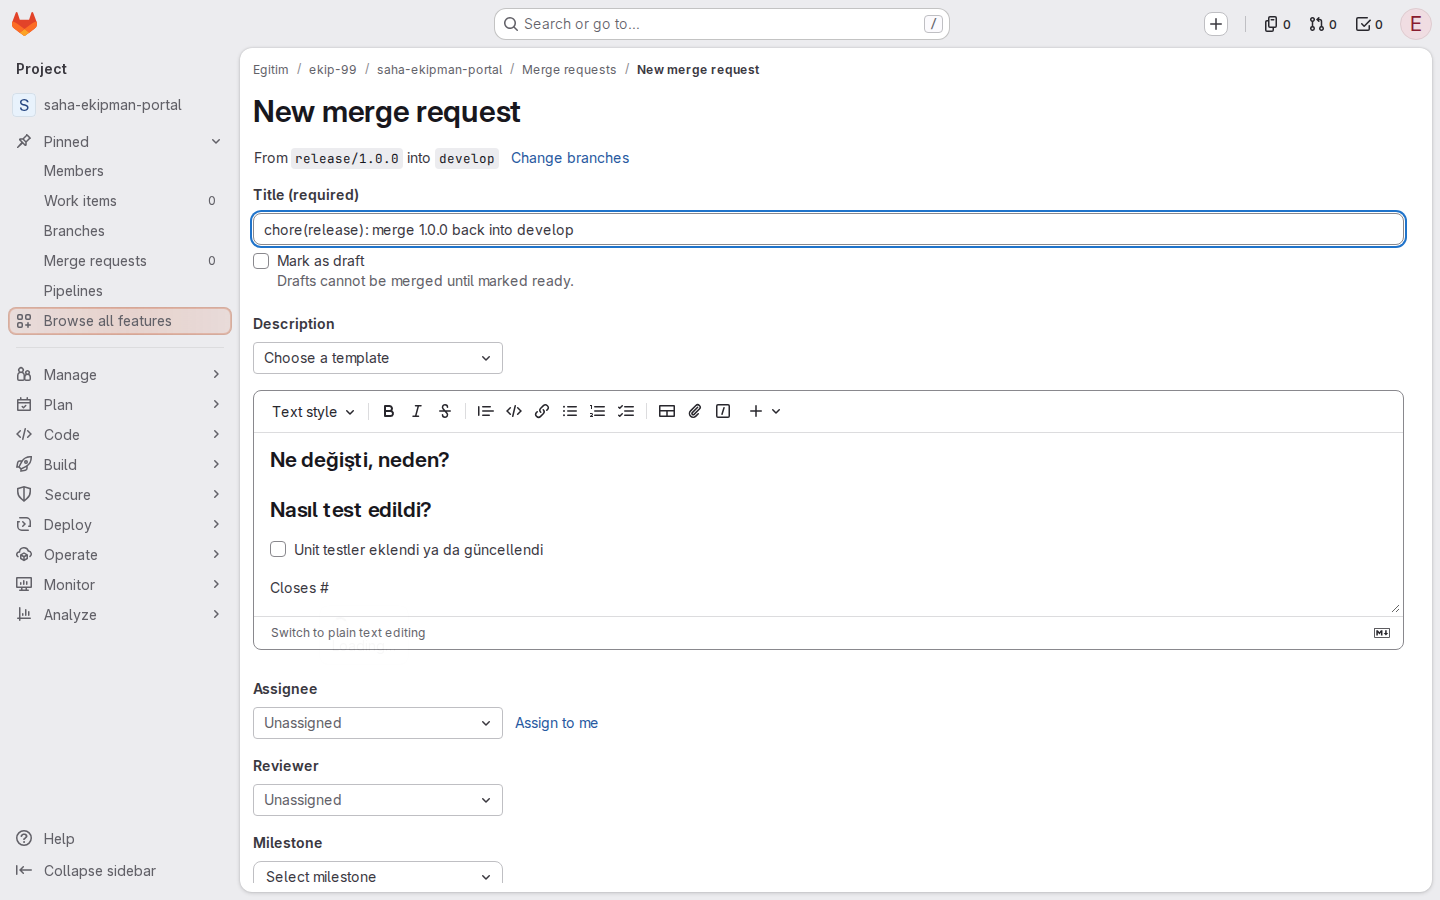 Search or go to...
/
0
0
0
E
Project
S
saha-ekipman-portal
Pinned
Members
Work items 0
Branches
Merge requests 0
Pipelines
Browse all features
Manage
Plan
Code
Build
Secure
Deploy
Operate
Monitor
Analyze
Help
Collapse sidebar
Egitim / ekip-99 / saha-ekipman-portal / Merge requests / New merge request
New merge request
From release/1.0.0 into develop Change branches
Title (required)
chore(release): merge 1.0.0 back into develop
Mark as draft
Drafts cannot be merged until marked ready.
Description
Choose a template
Text style
Ne değişti, neden?
Nasıl test edildi?
Unit testler eklendi ya da güncellendi
Closes #
Switch to plain text editing
Assignee
Unassigned
Assign to me
Reviewer
Unassigned
Milestone
Select milestone